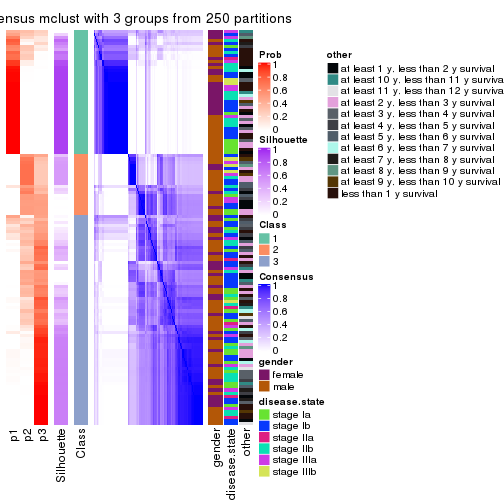 ensus mclust with 3 groups from 250 partitions
Prob
1
0.8
0.6
0.4
0.2
0
Silhouette
1
0.8
0.6
0.4
0.2
0
Class
1
2
3
Consensus
1
0.8
0.6
0.4
0.2
0
gender
female
male
disease.state
stage Ia
stage Ib
stage IIa
stage IIb
stage IIIa
stage IIIb
other
at least 1 y. less than 2 y survival
at least 10 y. less than 11 y surviva
at least 11 y. less than 12 y surviva
at least 2 y. less than 3 y survival
at least 3 y. less than 4 y survival
at least 4 y. less than 5 y survival
at least 5 y. less than 6 y survival
at least 6 y. less than 7 y survival
at least 7 y. less than 8 y survival
at least 8 y. less than 9 y survival
at least 9 y. less than 10 y survival
less than 1 y survival
p1
p2
p3
Silhouette
Class
gender
disease.state
other